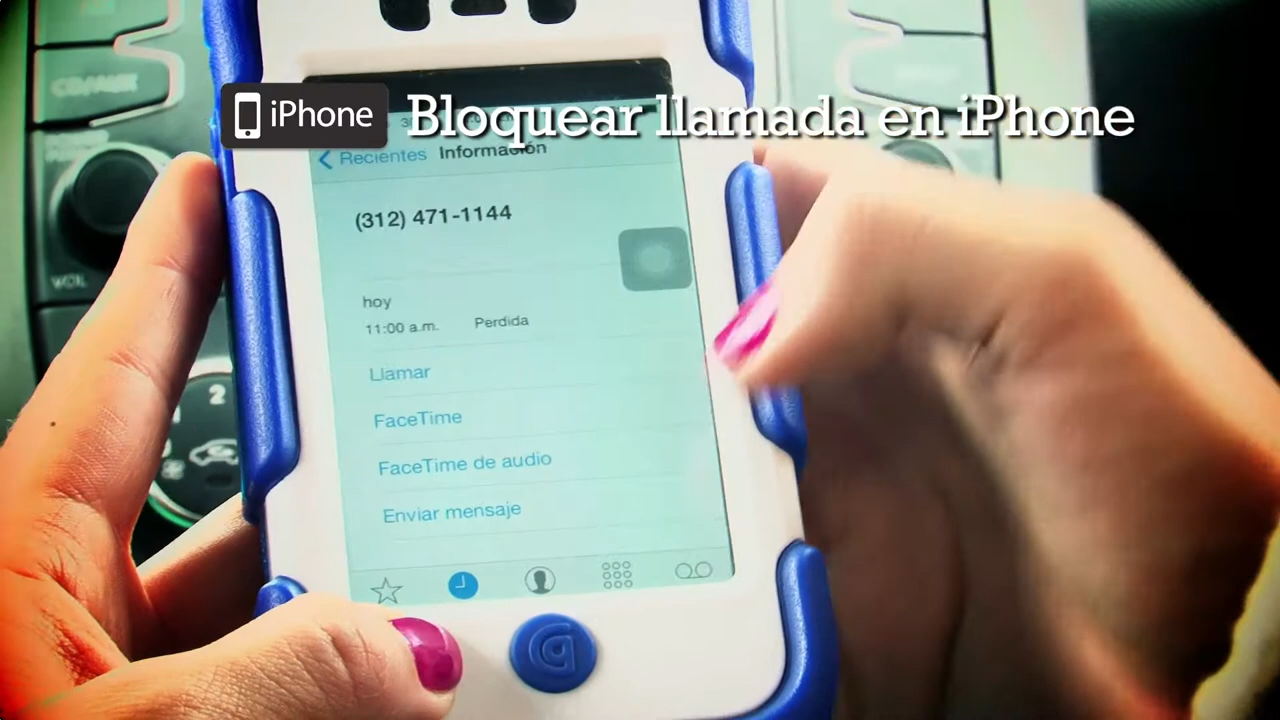 iPhone Bloquear llamada en iPhone
Recientes Información
(312) 471-1144
hoy
11:00 a.m. Perdida
Llamar
FaceTime
FaceTime de audio
Enviar mensaje
VOL
2